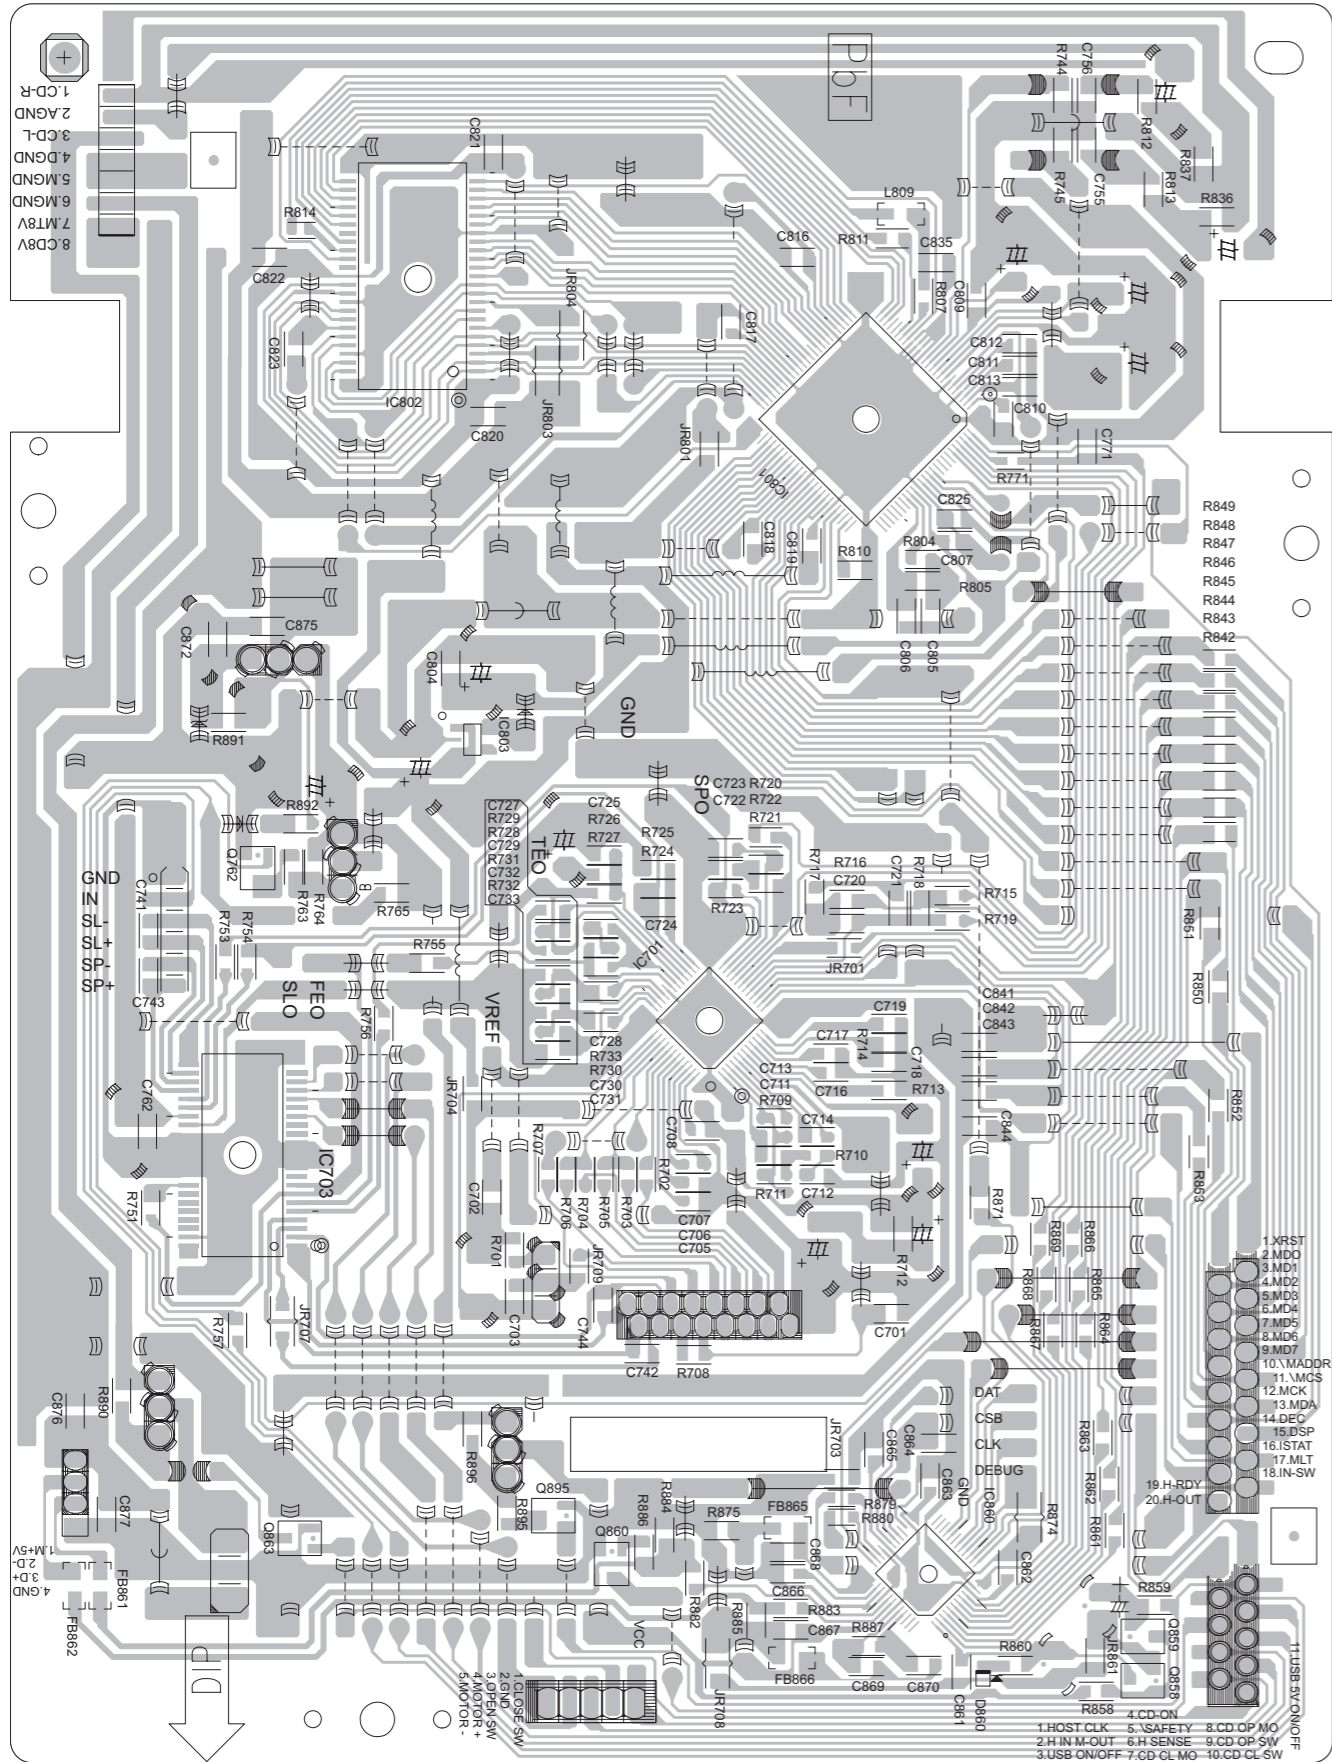 PbF
1.CD-R
2.AGND
3.CD-L
4.DGND
5.MGND
6.MGND
7.MT8V
8.CD8V
C821
R814
C822
C823
IC802
C820
JR804
JR803
C816
C817
JR801
IC801
L809
R811
C835
R807
C809
R744
C756
R745
C755
R812
R813
R837
R836
C812
C811
C813
C810
R771
C771
C825
C818
C819
R810
R804
C807
R805
C806
C805
R849
R848
R847
R846
R845
R844
R843
R842
C872
C875
C804
IC803
GND
R891
R892
Q762
R763
R764
B
R765
C727
R729
R728
C729
R731
C732
R732
C733
TEO
C725
R726
R727
R725
R724
C724
SPO
C723
R720
C722
R722
R721
R723
R717
R716
C720
C721
R718
R715
R719
JR701
IC701
GND
IN
SL-
SL+
SP-
SP+
C741
C743
R753
R754
R755
FEO
SLO
R756
VREF
C728
R733
R730
C730
C731
C719
C717
R714
C718
C716
R713
C713
C711
R709
C714
R710
R711
C712
C841
C842
C843
C844
R851
R850
R852
R853
C762
IC703
R751
JR704
R707
C702
R706
R704
R705
R703
R702
C708
C707
C706
C705
R701
JR709
C703
C744
C742
R708
R712
C701
R871
R869
R866
R868
R865
R867
R864
R757
JR707
1.XRST
2.MDO
3.MD1
4.MD2
5.MD3
6.MD4
7.MD5
8.MD6
9.MD7
10.\MADDR
11.\MCS
12.MCK
13.MDA
14.DEC
15.DSP
16.ISTAT
17.MLT
18.IN-SW
19.H-RDY
20.H-OUT
C876
R890
C877
Q863
R896
R895
Q895
JR703
C865
C864
C863
DAT
CSB
CLK
DEBUG
GND
IC860
R863
R862
R861
R874
R886
R884
R875
FB865
R879
R880
Q860
C868
C866
R882
R885
R883
C867
R887
FB866
C869
C870
C861
D860
R860
C862
R859
Q859
Q858
JR861
R858
1.M+5V
2.D-
3.D+
4.GND
FB861
FB862
DIP
VCC
JR708
1.CLOSE SW
2.GND
3.OPEN SW
4.MOTOR +
5.MOTOR -
1.HOST CLK
2.H IN M-OUT
3.USB ON/OFF
4.CD-ON
5.\SAFETY
6.H SENSE
7.CD CL MO
8.CD OP MO
9.CD OP SW
10.CD CL SW
11.USB 5V ON/OFF